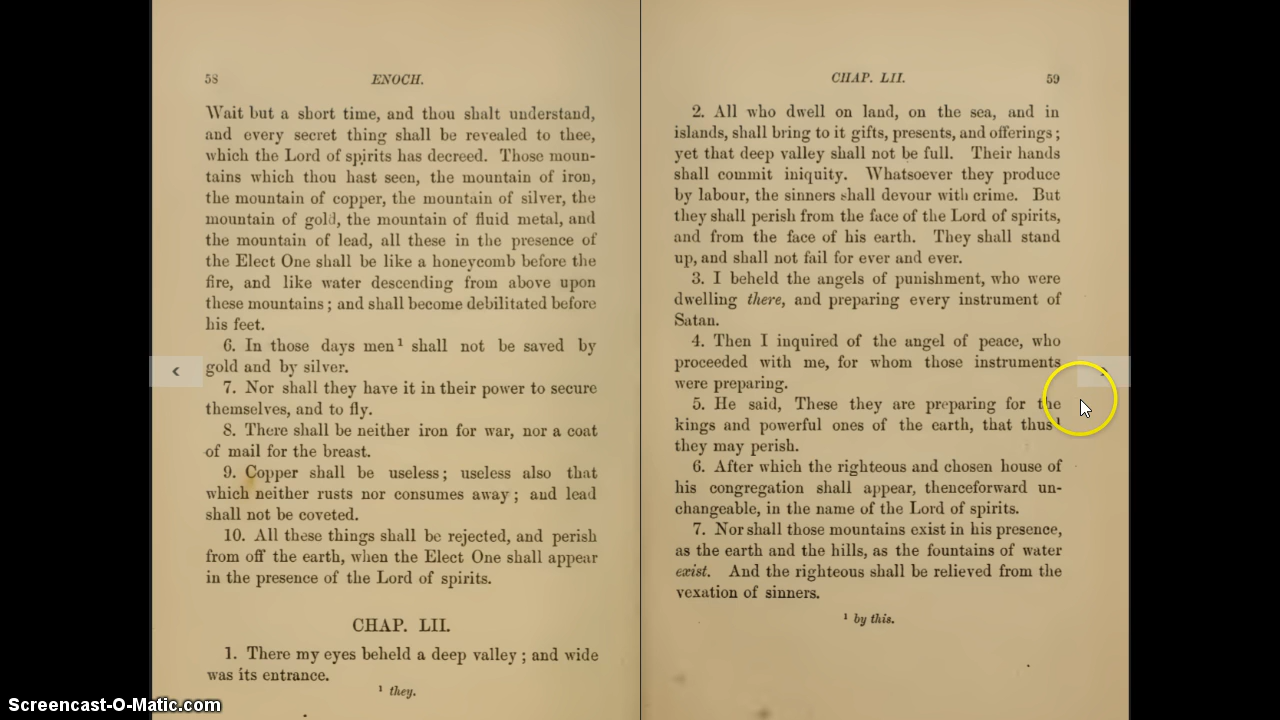 58
ENOCH.
Wait but a short time, and thou shalt understand,
and every secret thing shall be revealed to thee,
which the Lord of spirits has decreed. Those moun-
tains which thou hast seen, the mountain of iron,
the mountain of copper, the mountain of silver, the
mountain of gold, the mountain of fluid metal, and
the mountain of lead, all these in the presence of
the Elect One shall be like a honeycomb before the
fire, and like water descending from above upon
these mountains; and shall become debilitated before
his feet.
6. In those days men¹ shall not be saved by
gold and by silver.
7. Nor shall they have it in their power to secure
themselves, and to fly.
8. There shall be neither iron for war, nor a coat
of mail for the breast.
9. Copper shall be useless; useless also that
which neither rusts nor consumes away; and lead
shall not be coveted.
10. All these things shall be rejected, and perish
from off the earth, when the Elect One shall appear
in the presence of the Lord of spirits.
CHAP. LII.
1. There my eyes beheld a deep valley; and wide
was its entrance.
¹ they.
CHAP. LII.
59
2. All who dwell on land, on the sea, and in
islands, shall bring to it gifts, presents, and offerings;
yet that deep valley shall not be full. Their hands
shall commit iniquity. Whatsoever they produce
by labour, the sinners shall devour with crime. But
they shall perish from the face of the Lord of spirits,
and from the face of his earth. They shall stand
up, and shall not fail for ever and ever.
3. I beheld the angels of punishment, who were
dwelling there, and preparing every instrument of
Satan.
4. Then I inquired of the angel of peace, who
proceeded with me, for whom those instruments
were preparing.
5. He said, These they are preparing for the
kings and powerful ones of the earth, that thus¹
they may perish.
6. After which the righteous and chosen house of
his congregation shall appear, thenceforward un-
changeable, in the name of the Lord of spirits.
7. Nor shall those mountains exist in his presence,
as the earth and the hills, as the fountains of water
exist. And the righteous shall be relieved from the
vexation of sinners.
¹ by this.
Screencast-O-Matic.com